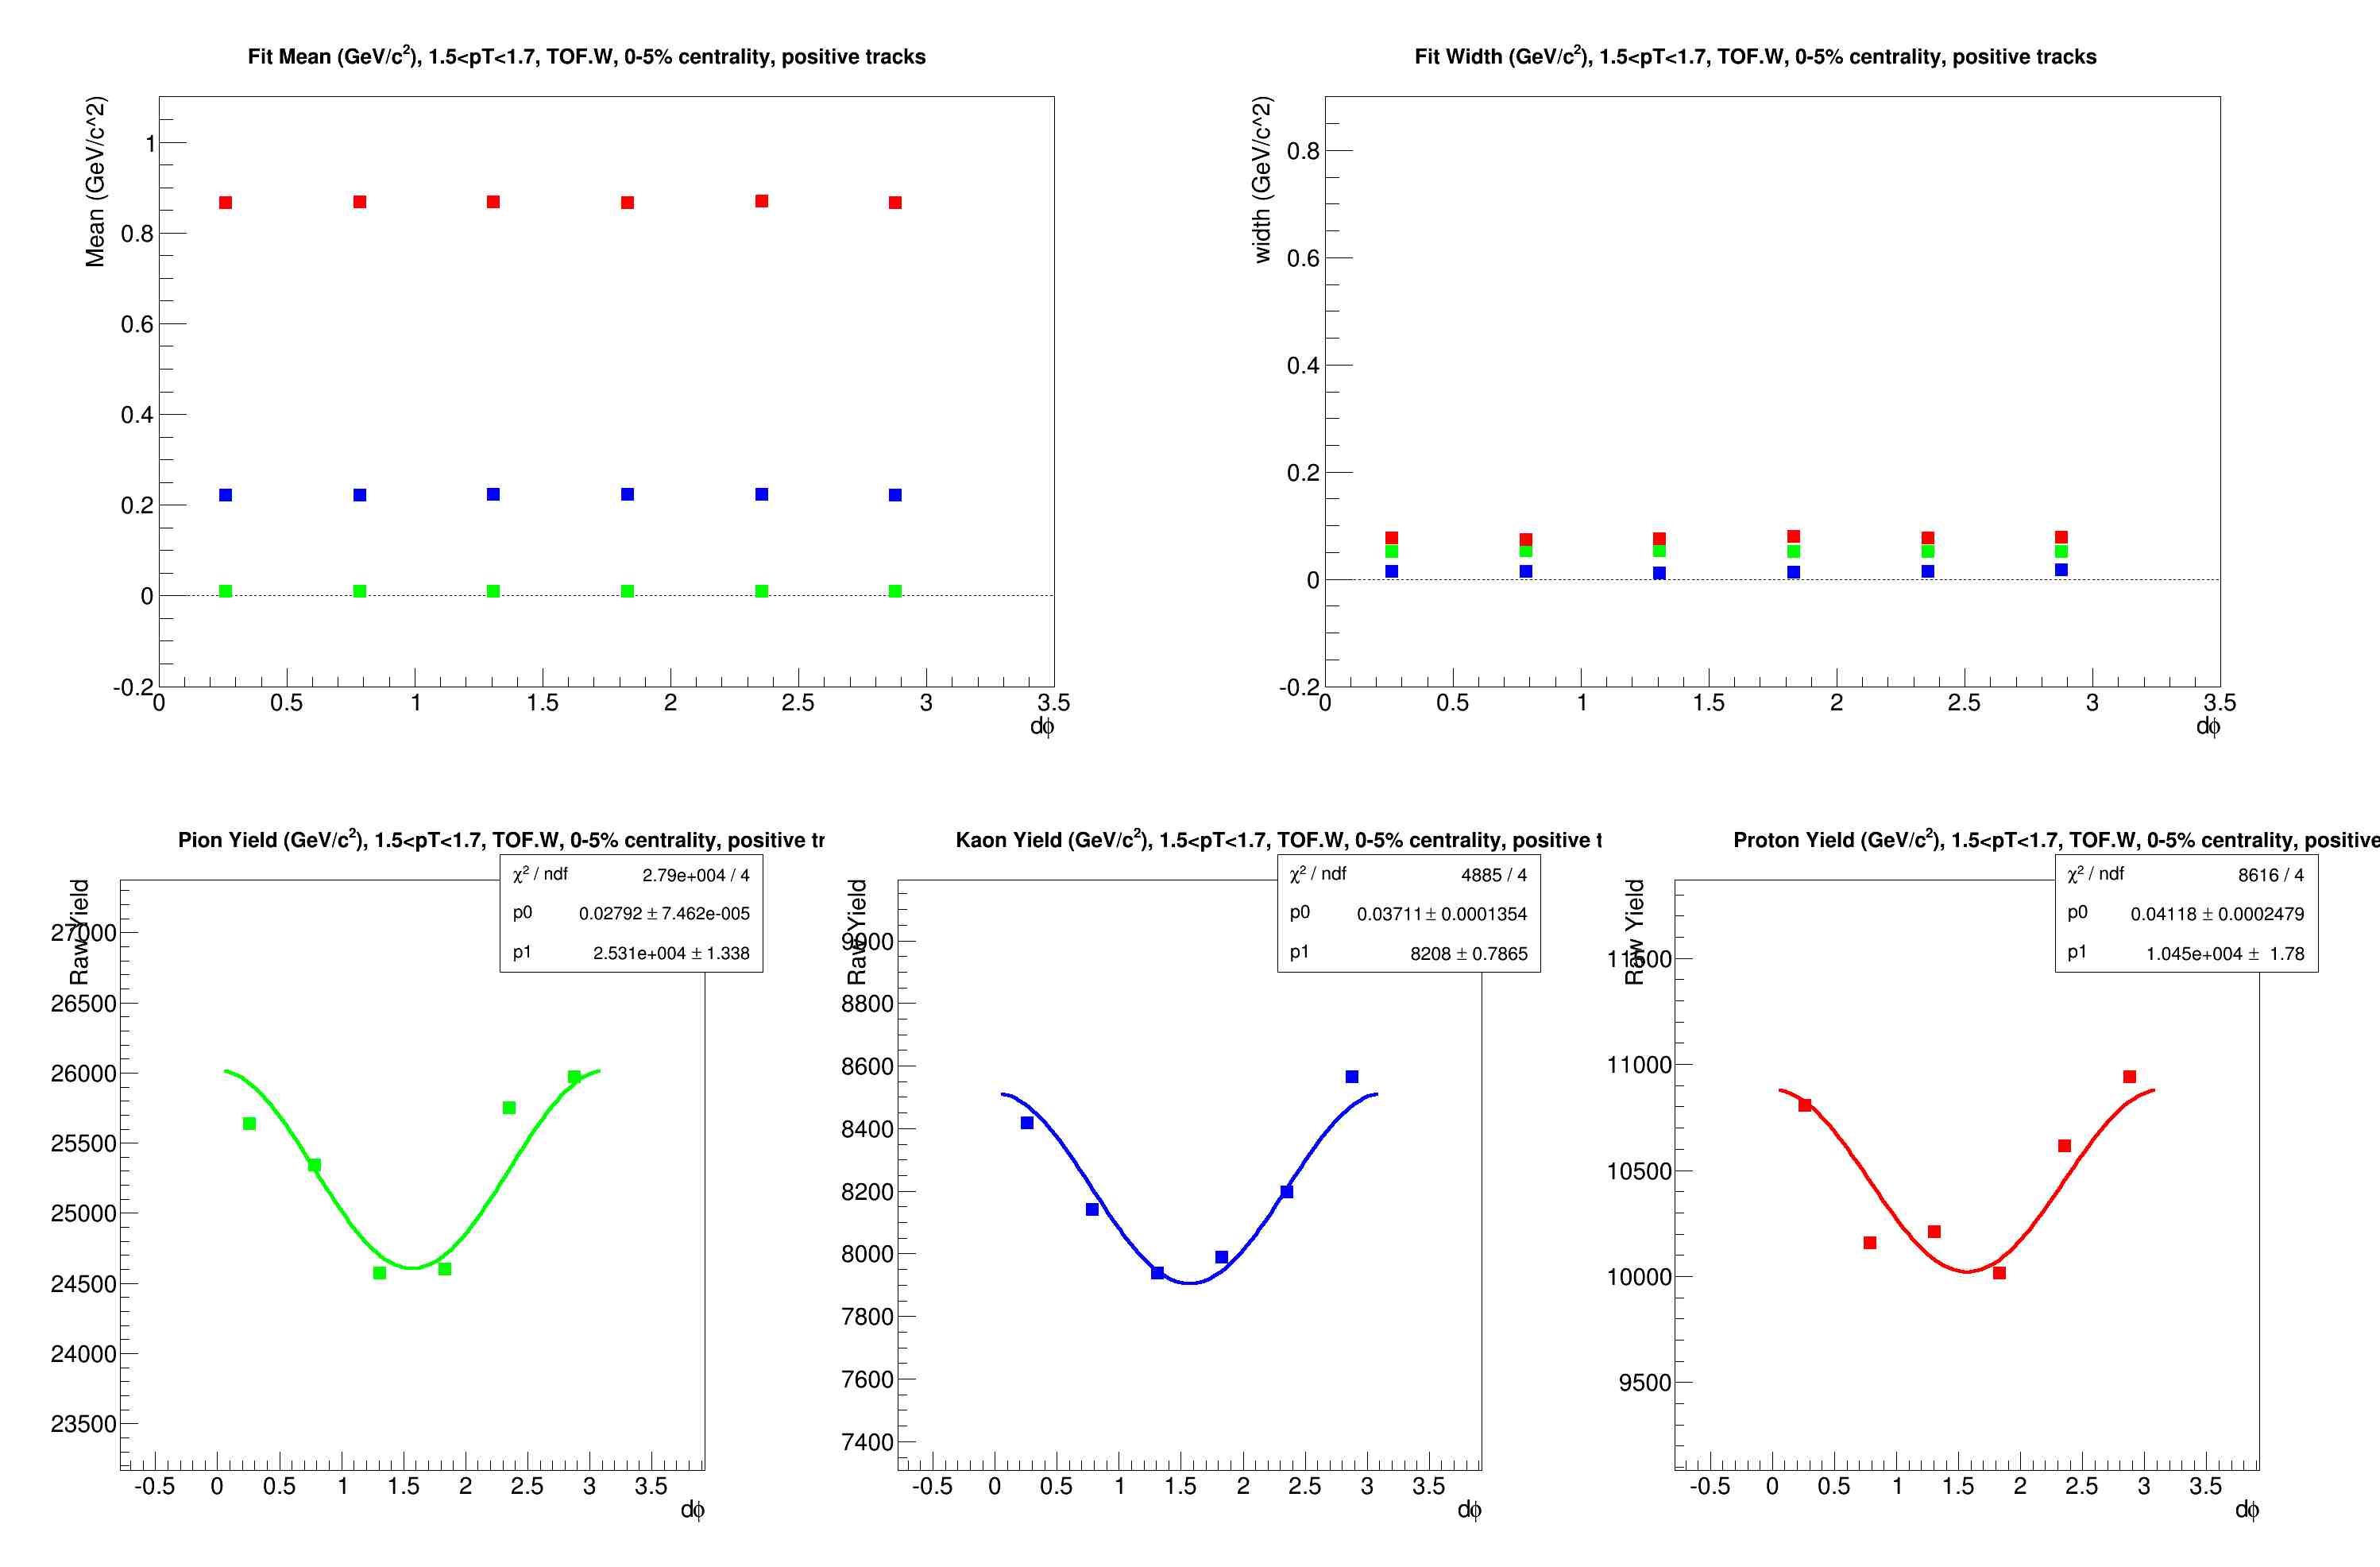 Fit Mean (GeV/c²), 1.5<pT<1.7, TOF.W, 0-5% centrality, positive tracks
Mean (GeV/c^2)
1
0.8
0.6
0.4
0.2
0
-0.2
0 0.5 1 1.5 2 2.5 3 3.5
dϕ
Fit Width (GeV/c²), 1.5<pT<1.7, TOF.W, 0-5% centrality, positive tracks
width (GeV/c^2)
0.8
0.6
0.4
0.2
0
-0.2
0 0.5 1 1.5 2 2.5 3 3.5
dϕ
Pion Yield (GeV/c²), 1.5<pT<1.7, TOF.W, 0-5% centrality, positive tr
χ² / ndf 2.79e+004 / 4
p0 0.02792 ± 7.462e-005
p1 2.531e+004 ± 1.338
Raw Yield
27000
26500
26000
25500
25000
24500
24000
23500
-0.5 0 0.5 1 1.5 2 2.5 3 3.5
dϕ
Kaon Yield (GeV/c²), 1.5<pT<1.7, TOF.W, 0-5% centrality, positive t
χ² / ndf 4885 / 4
p0 0.03711 ± 0.0001354
p1 8208 ± 0.7865
Raw Yield
9000
8800
8600
8400
8200
8000
7800
7600
7400
-0.5 0 0.5 1 1.5 2 2.5 3 3.5
dϕ
Proton Yield (GeV/c²), 1.5<pT<1.7, TOF.W, 0-5% centrality, positive
χ² / ndf 8616 / 4
p0 0.04118 ± 0.0002479
p1 1.045e+004 ± 1.78
Raw Yield
11500
11000
10500
10000
9500
-0.5 0 0.5 1 1.5 2 2.5 3 3.5
dϕ